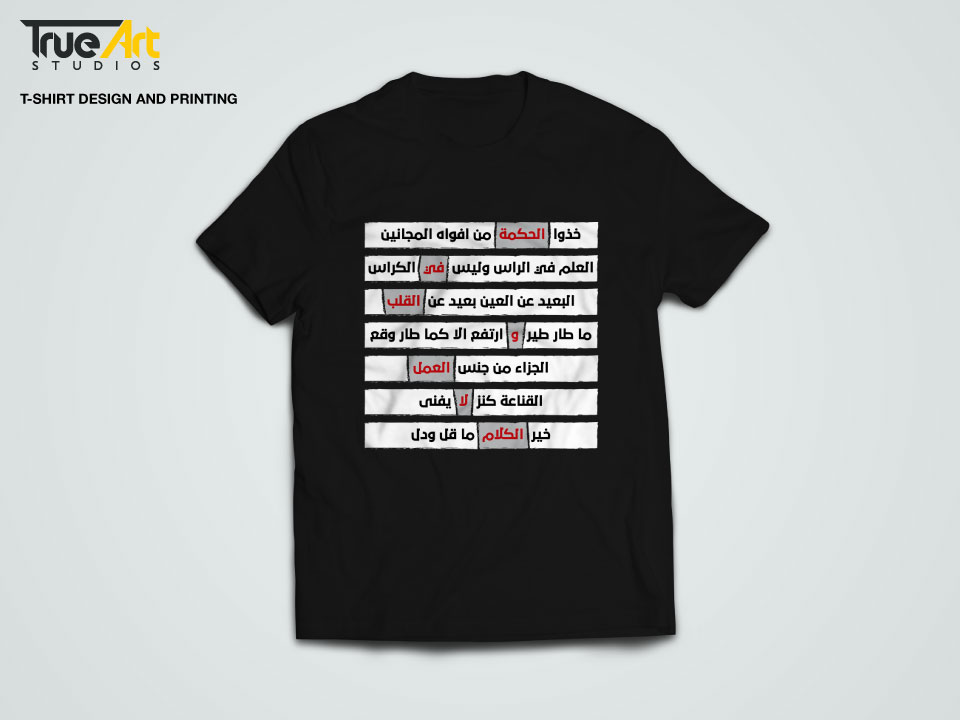 TrueArt
STUDIOS
T-SHIRT DESIGN AND PRINTING
خذوا الحكمة من افواه المجانين
العلم في الراس وليس في الكراس
البعيد عن العين بعيد عن القلب
ما طار طير و ارتفع الا كما طار وقع
الجزاء من جنس العمل
القناعة كنز لا يفنى
خير الكلام ما قل ودل